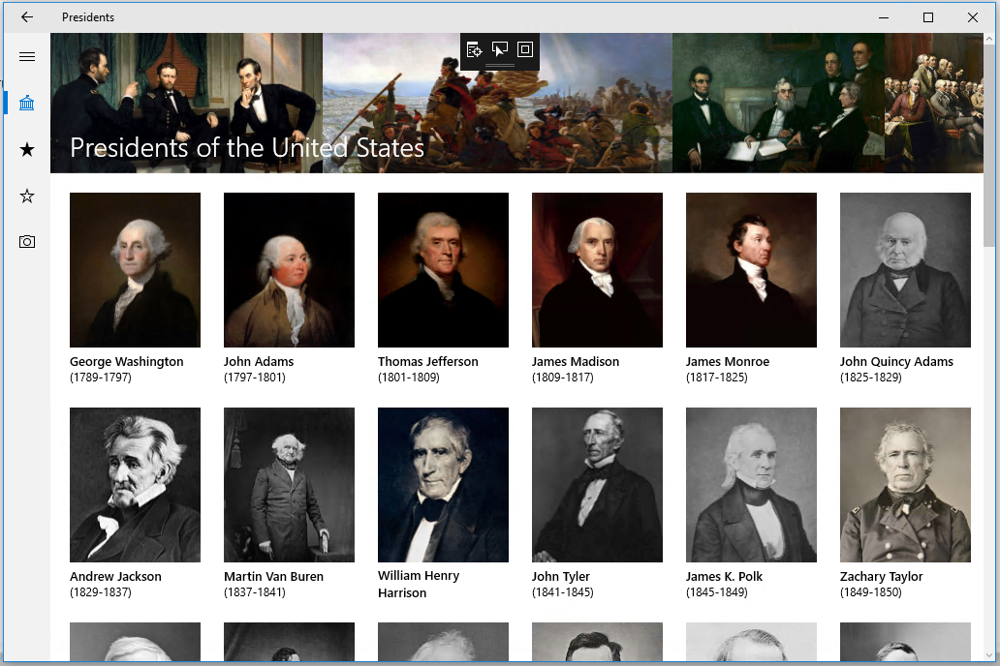 Presidents
Presidents of the United States
George Washington
(1789-1797)
John Adams
(1797-1801)
Thomas Jefferson
(1801-1809)
James Madison
(1809-1817)
James Monroe
(1817-1825)
John Quincy Adams
(1825-1829)
Andrew Jackson
(1829-1837)
Martin Van Buren
(1837-1841)
William Henry
Harrison
John Tyler
(1841-1845)
James K. Polk
(1845-1849)
Zachary Taylor
(1849-1850)